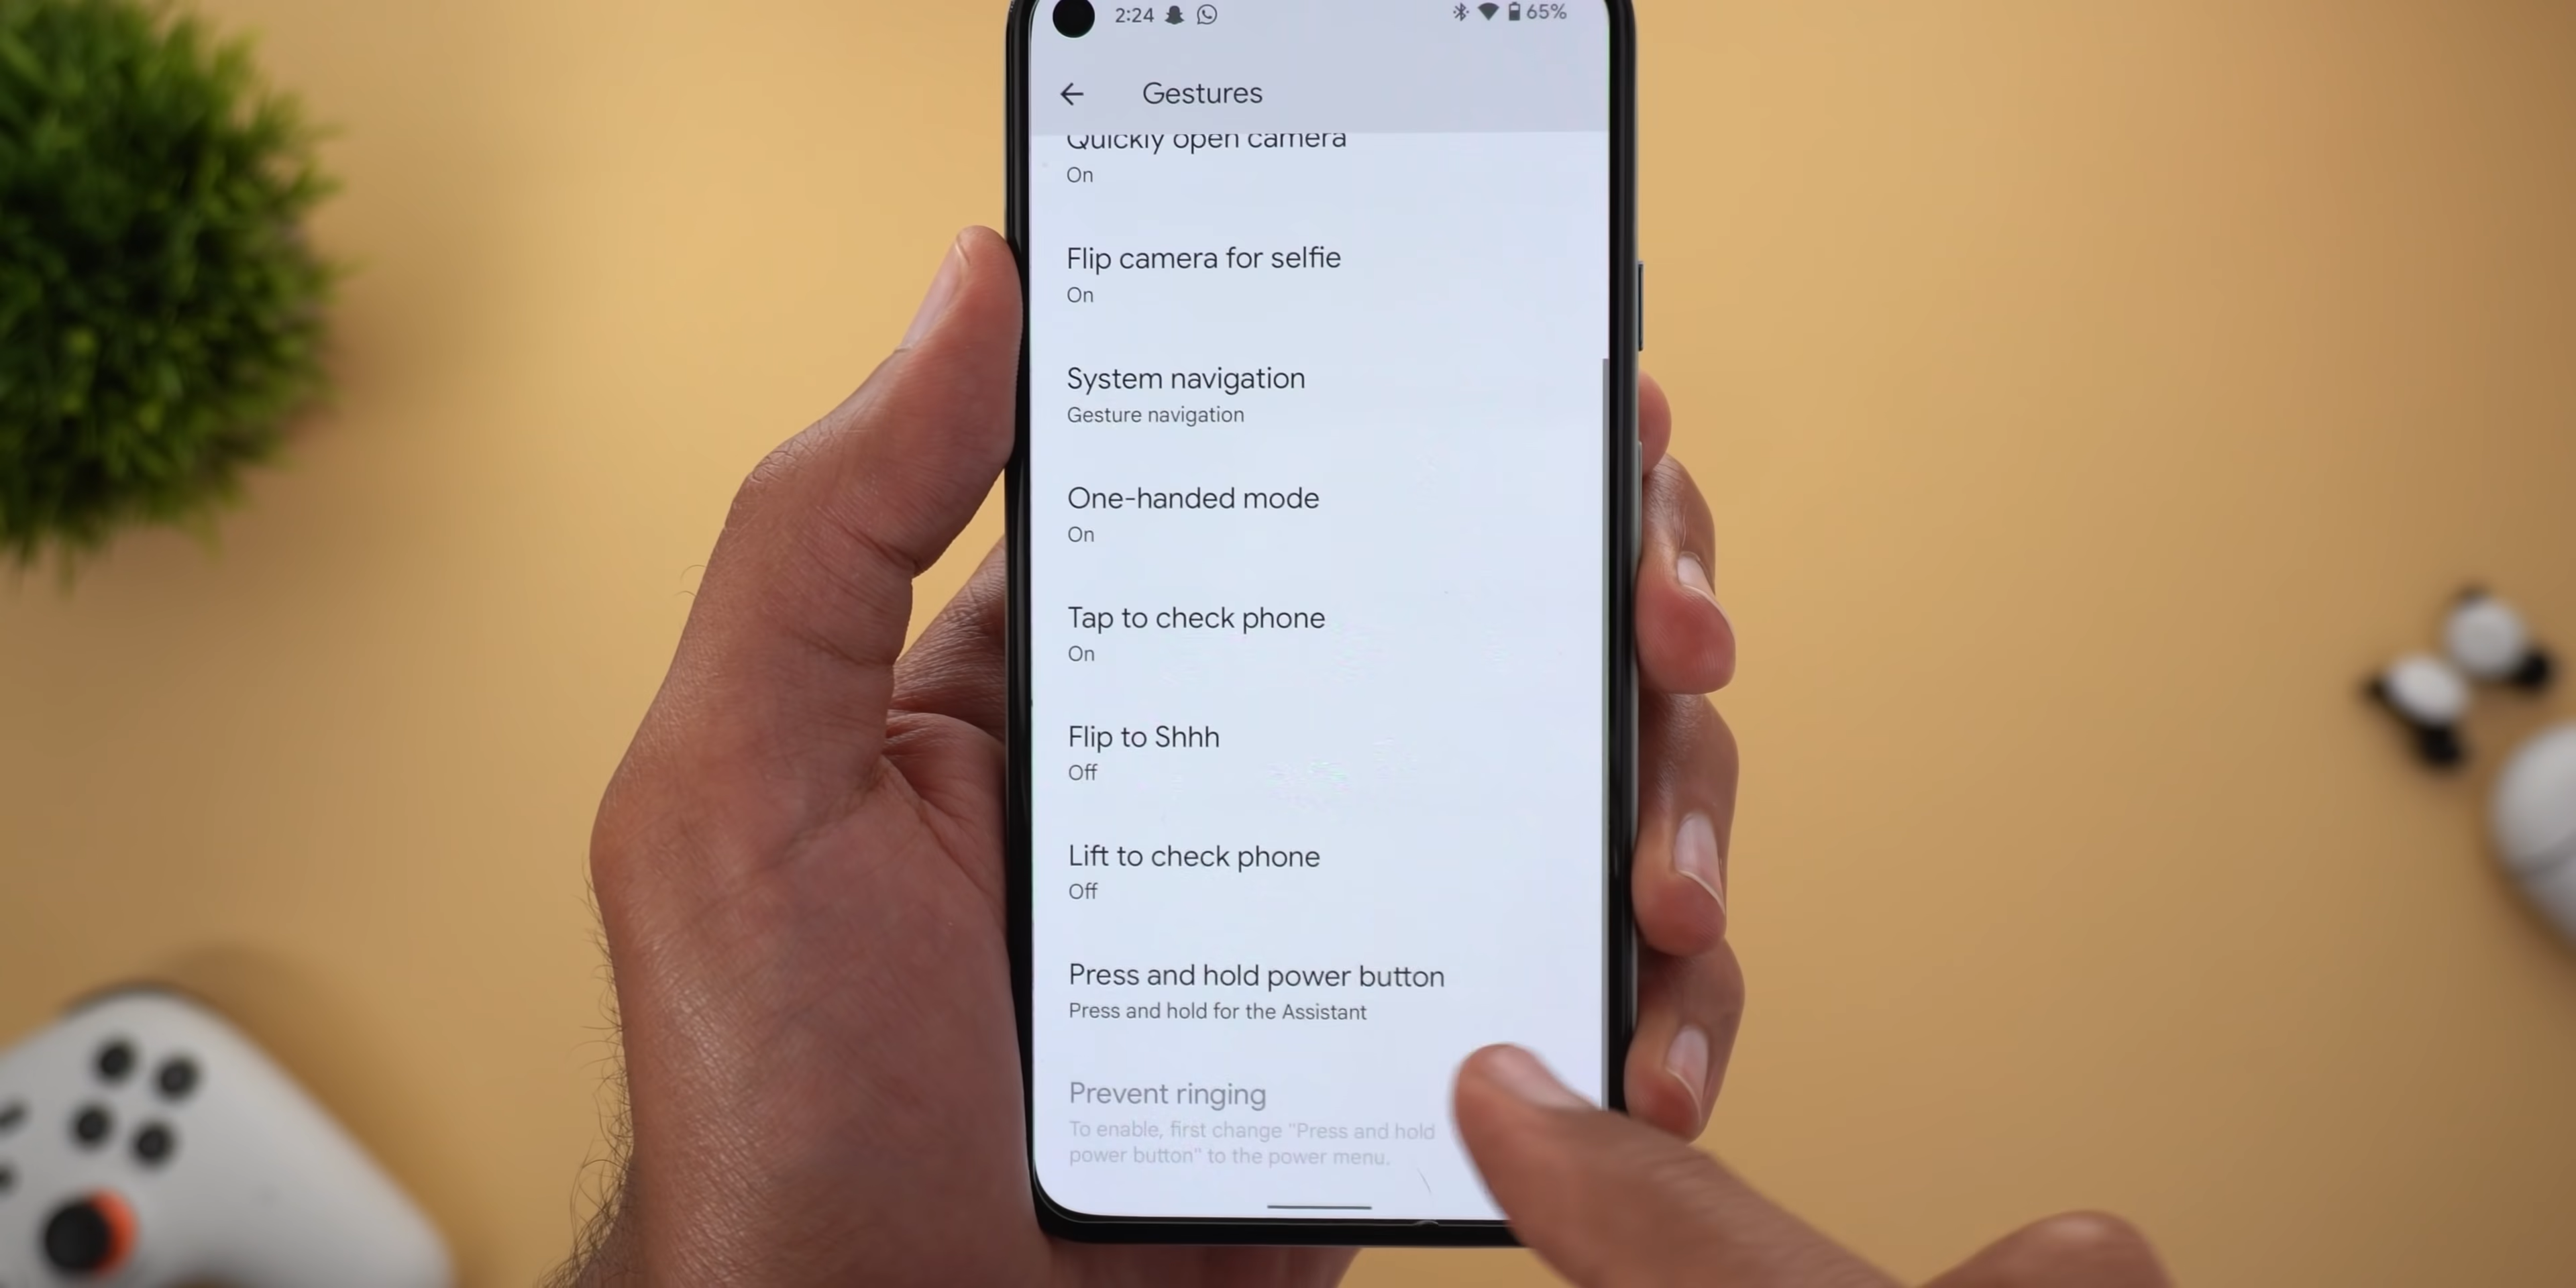 2:24 65%
Gestures
Quickly open camera
On
Flip camera for selfie
On
System navigation
Gesture navigation
One-handed mode
On
Tap to check phone
On
Flip to Shhh
Off
Lift to check phone
Off
Press and hold power button
Press and hold for the Assistant
Prevent ringing
To enable, first change "Press and hold
power button" to the power menu.